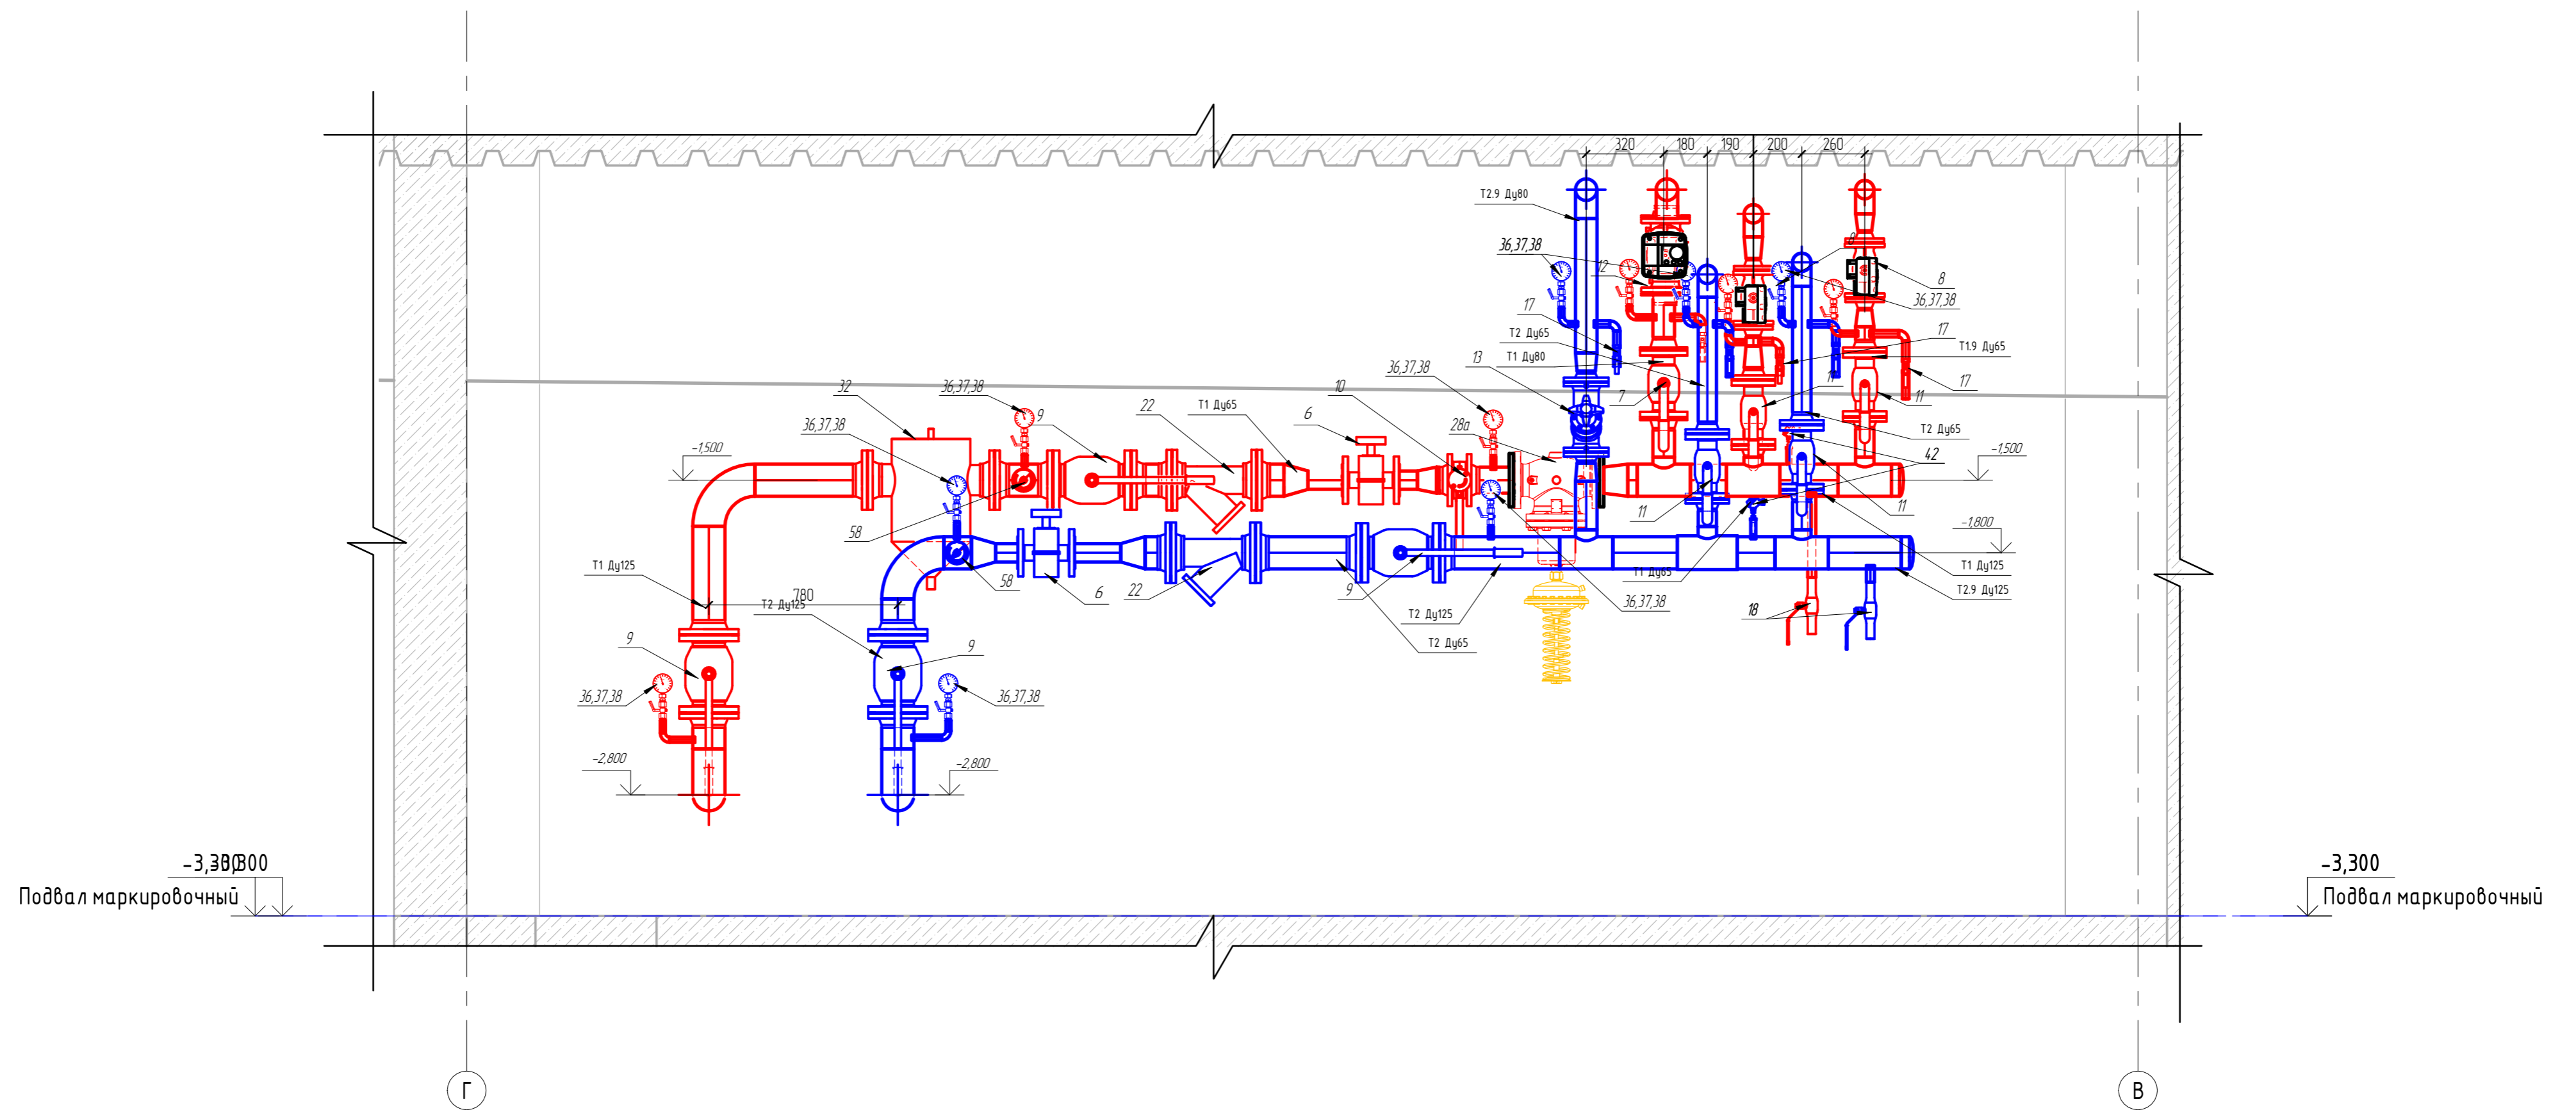 320 180 190 200 260
Т2.9 Ду80
36,37,38
8
12
8
36,37,38
17
17
Т2 Ду65
Т1.9 Ду65
13
Т1 Ду80
36,37,38
32
36,37,38
9
22
Т1 Ду65
6
10
28а
7
17
11
11
36,37,38
Т2 Ду65
42
-1,500
-1,500
58
11
11
-1,800
Т1 Ду125
780
Т2 Ду125
58
6
22
9
Т1 Ду65
Т1 Ду125
Т2.9 Ду125
36,37,38
Т2 Ду125
18
9
9
Т2 Ду65
36,37,38
36,37,38
-2,800
-2,800
-3,300
-3,300
-3,300
Подвал маркировочный
Подвал маркировочный
Г
В